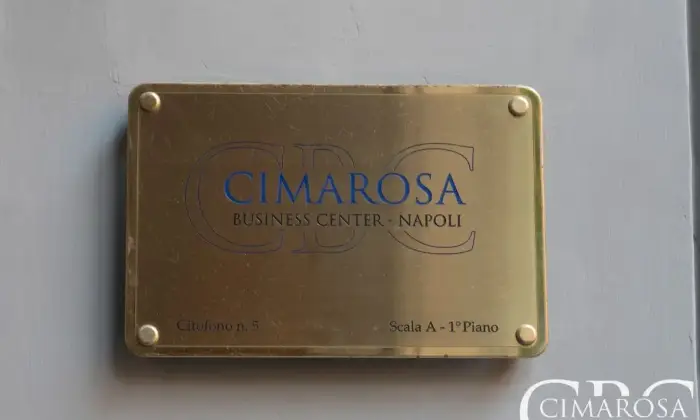 CBC
CIMAROSA
BUSINESS CENTER - NAPOLI
Citofono n. 5
Scala A - 1° Piano
CBC
CIMAROSA